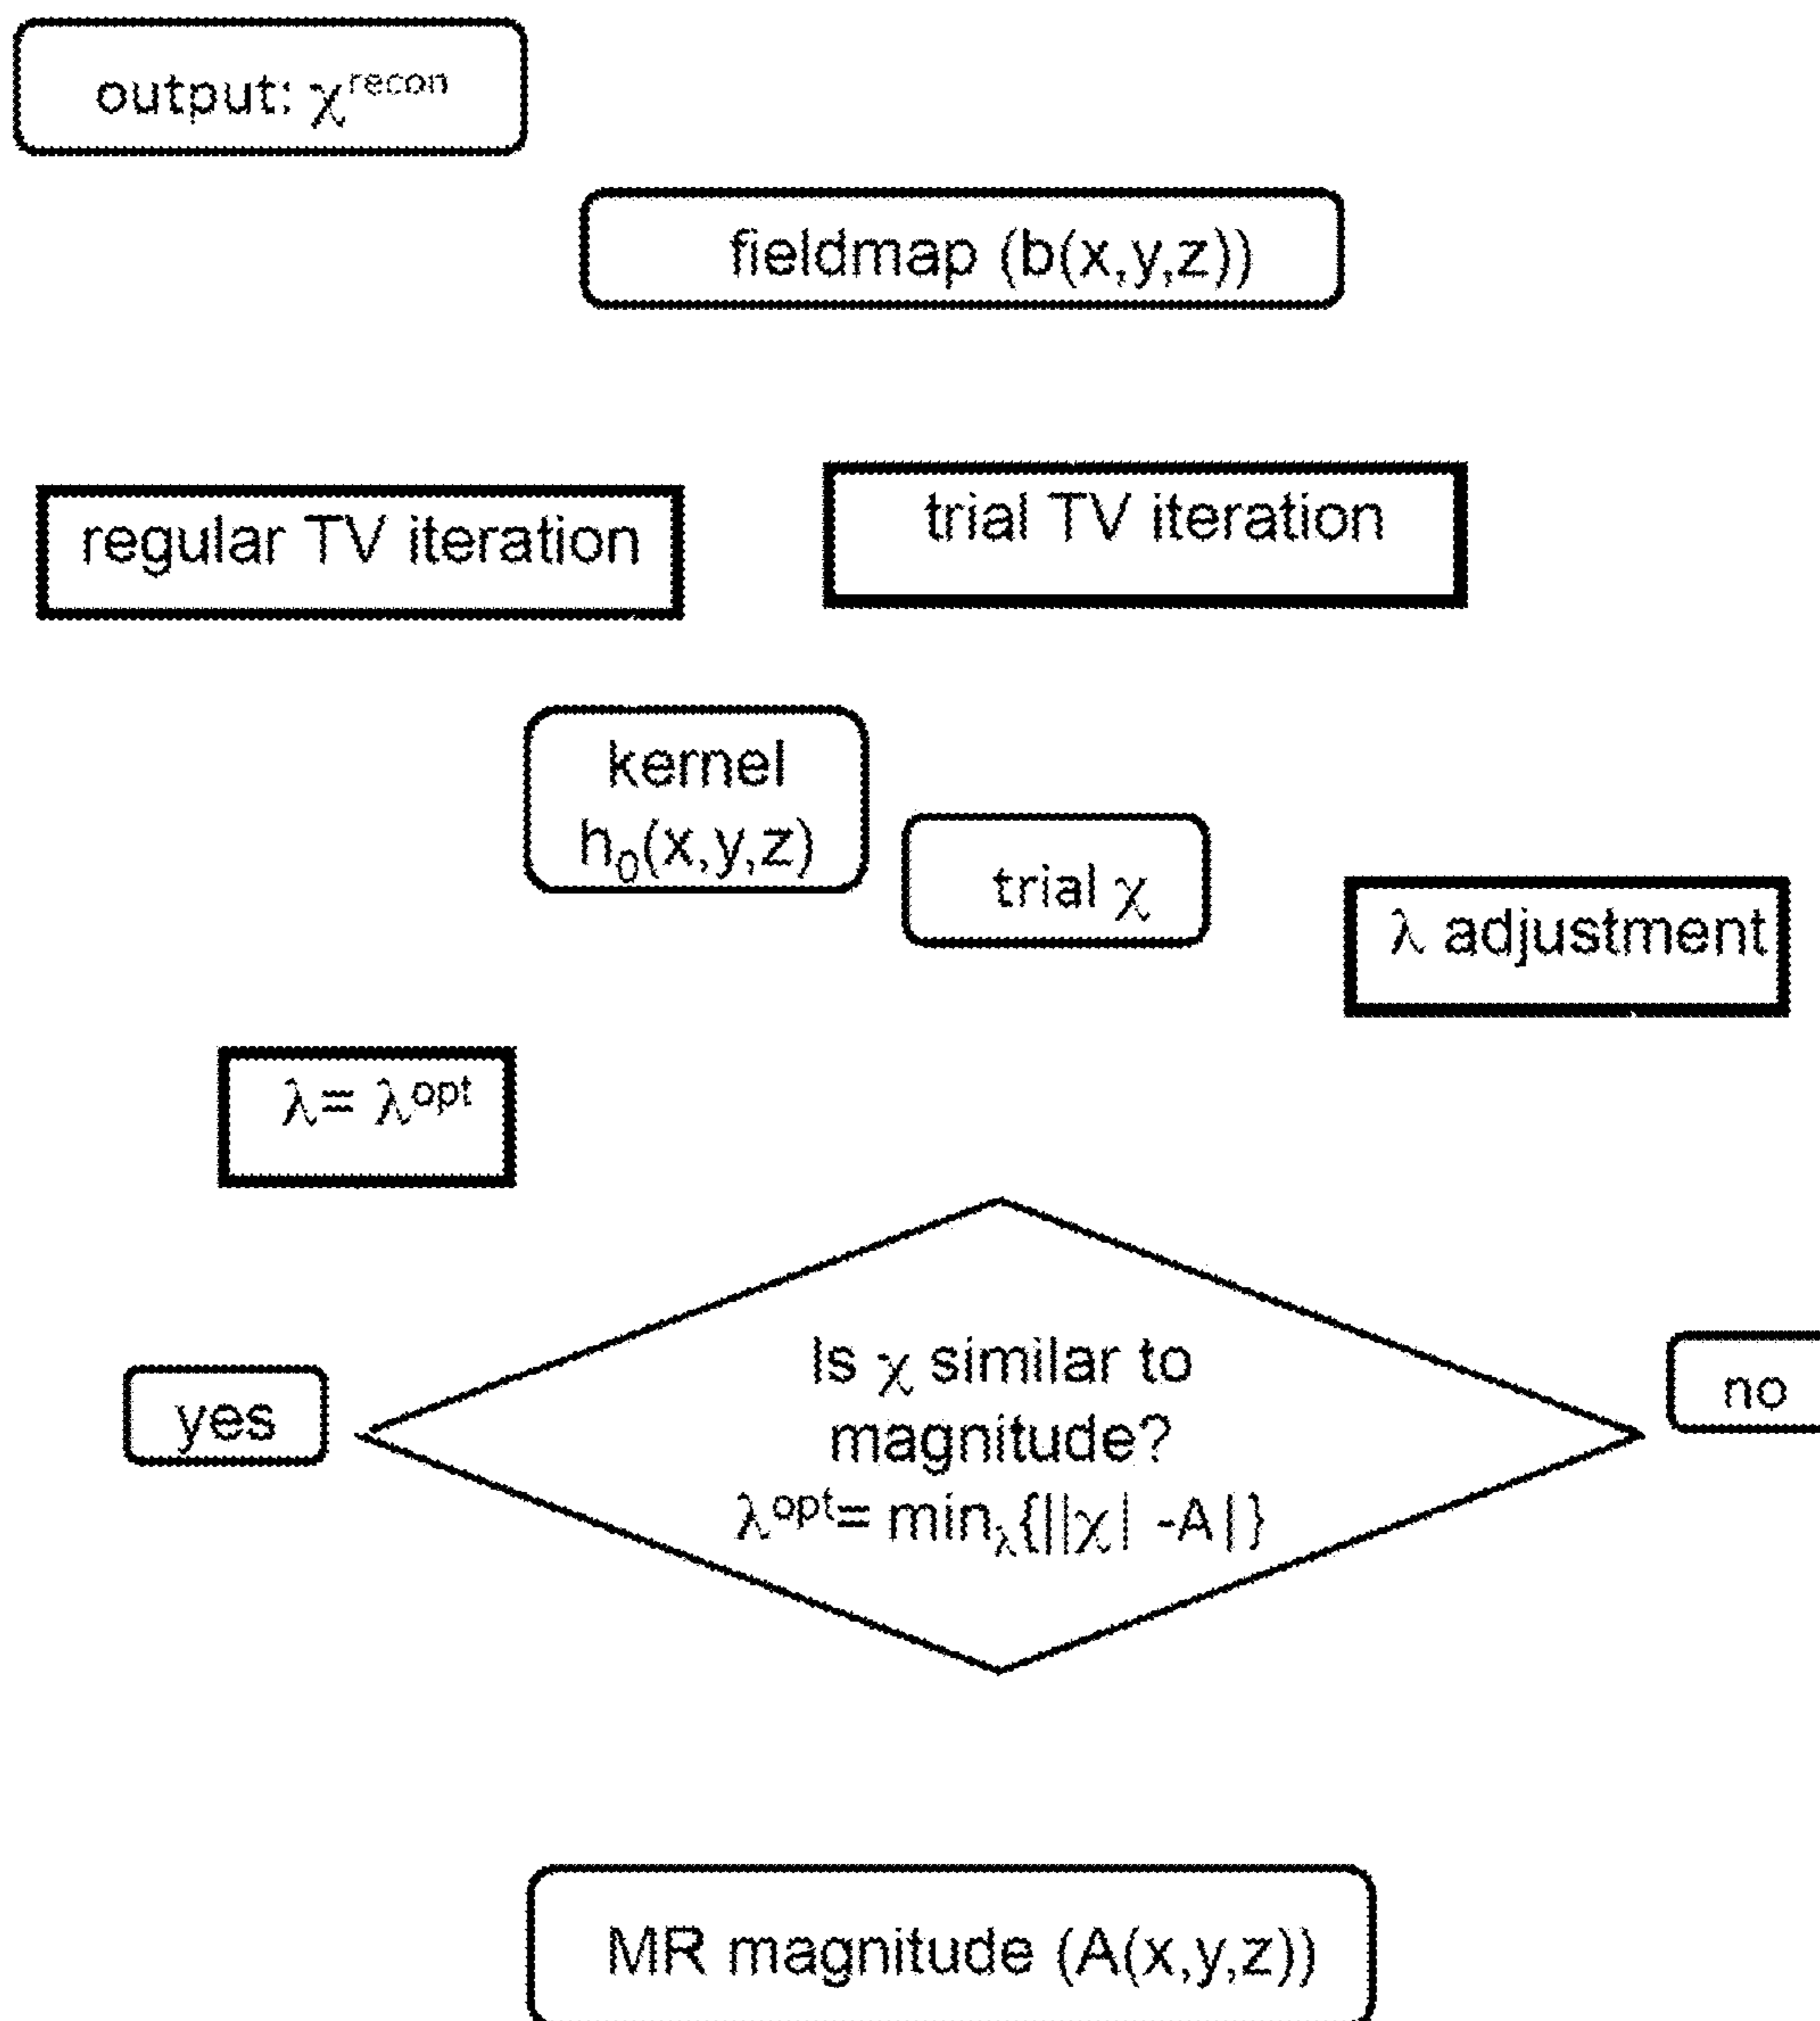 output: χ^recon
fieldmap (b(x,y,z))
regular TV iteration
trial TV iteration
kernel
h₀(x,y,z)
trial χ
λ adjustment
λ= λ^opt
Is χ similar to
magnitude?
λ^opt= min_λ{||χ| -A|}
yes
no
MR magnitude (A(x,y,z))